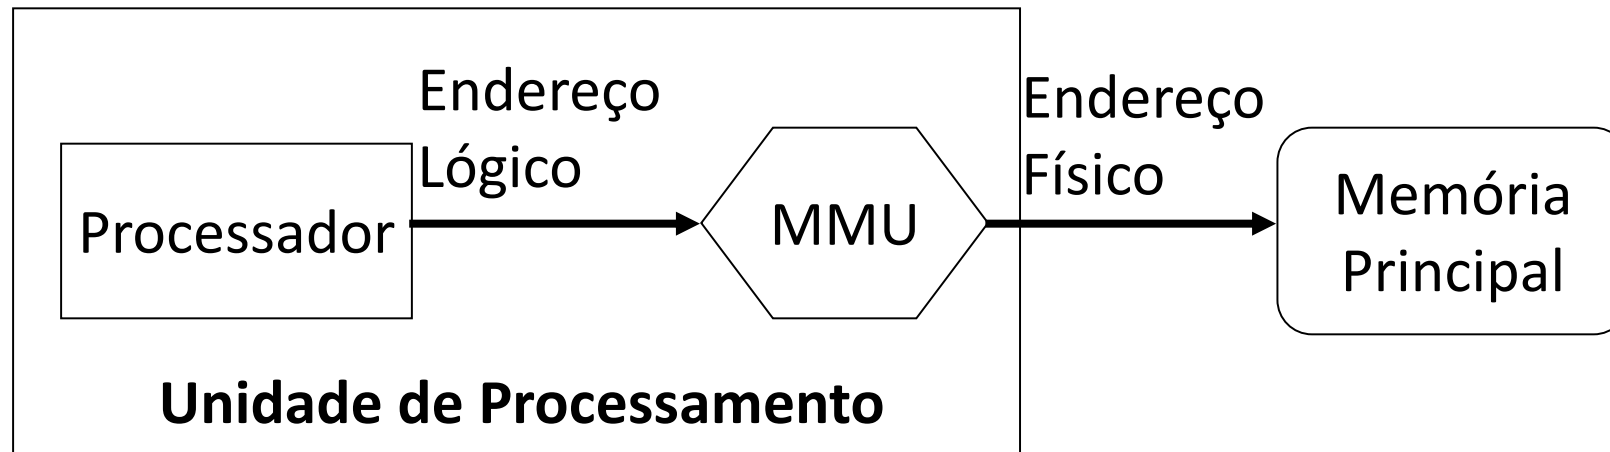 Endereço
Lógico
Endereço
Físico
Processador
MMU
Memória
Principal
Unidade de Processamento